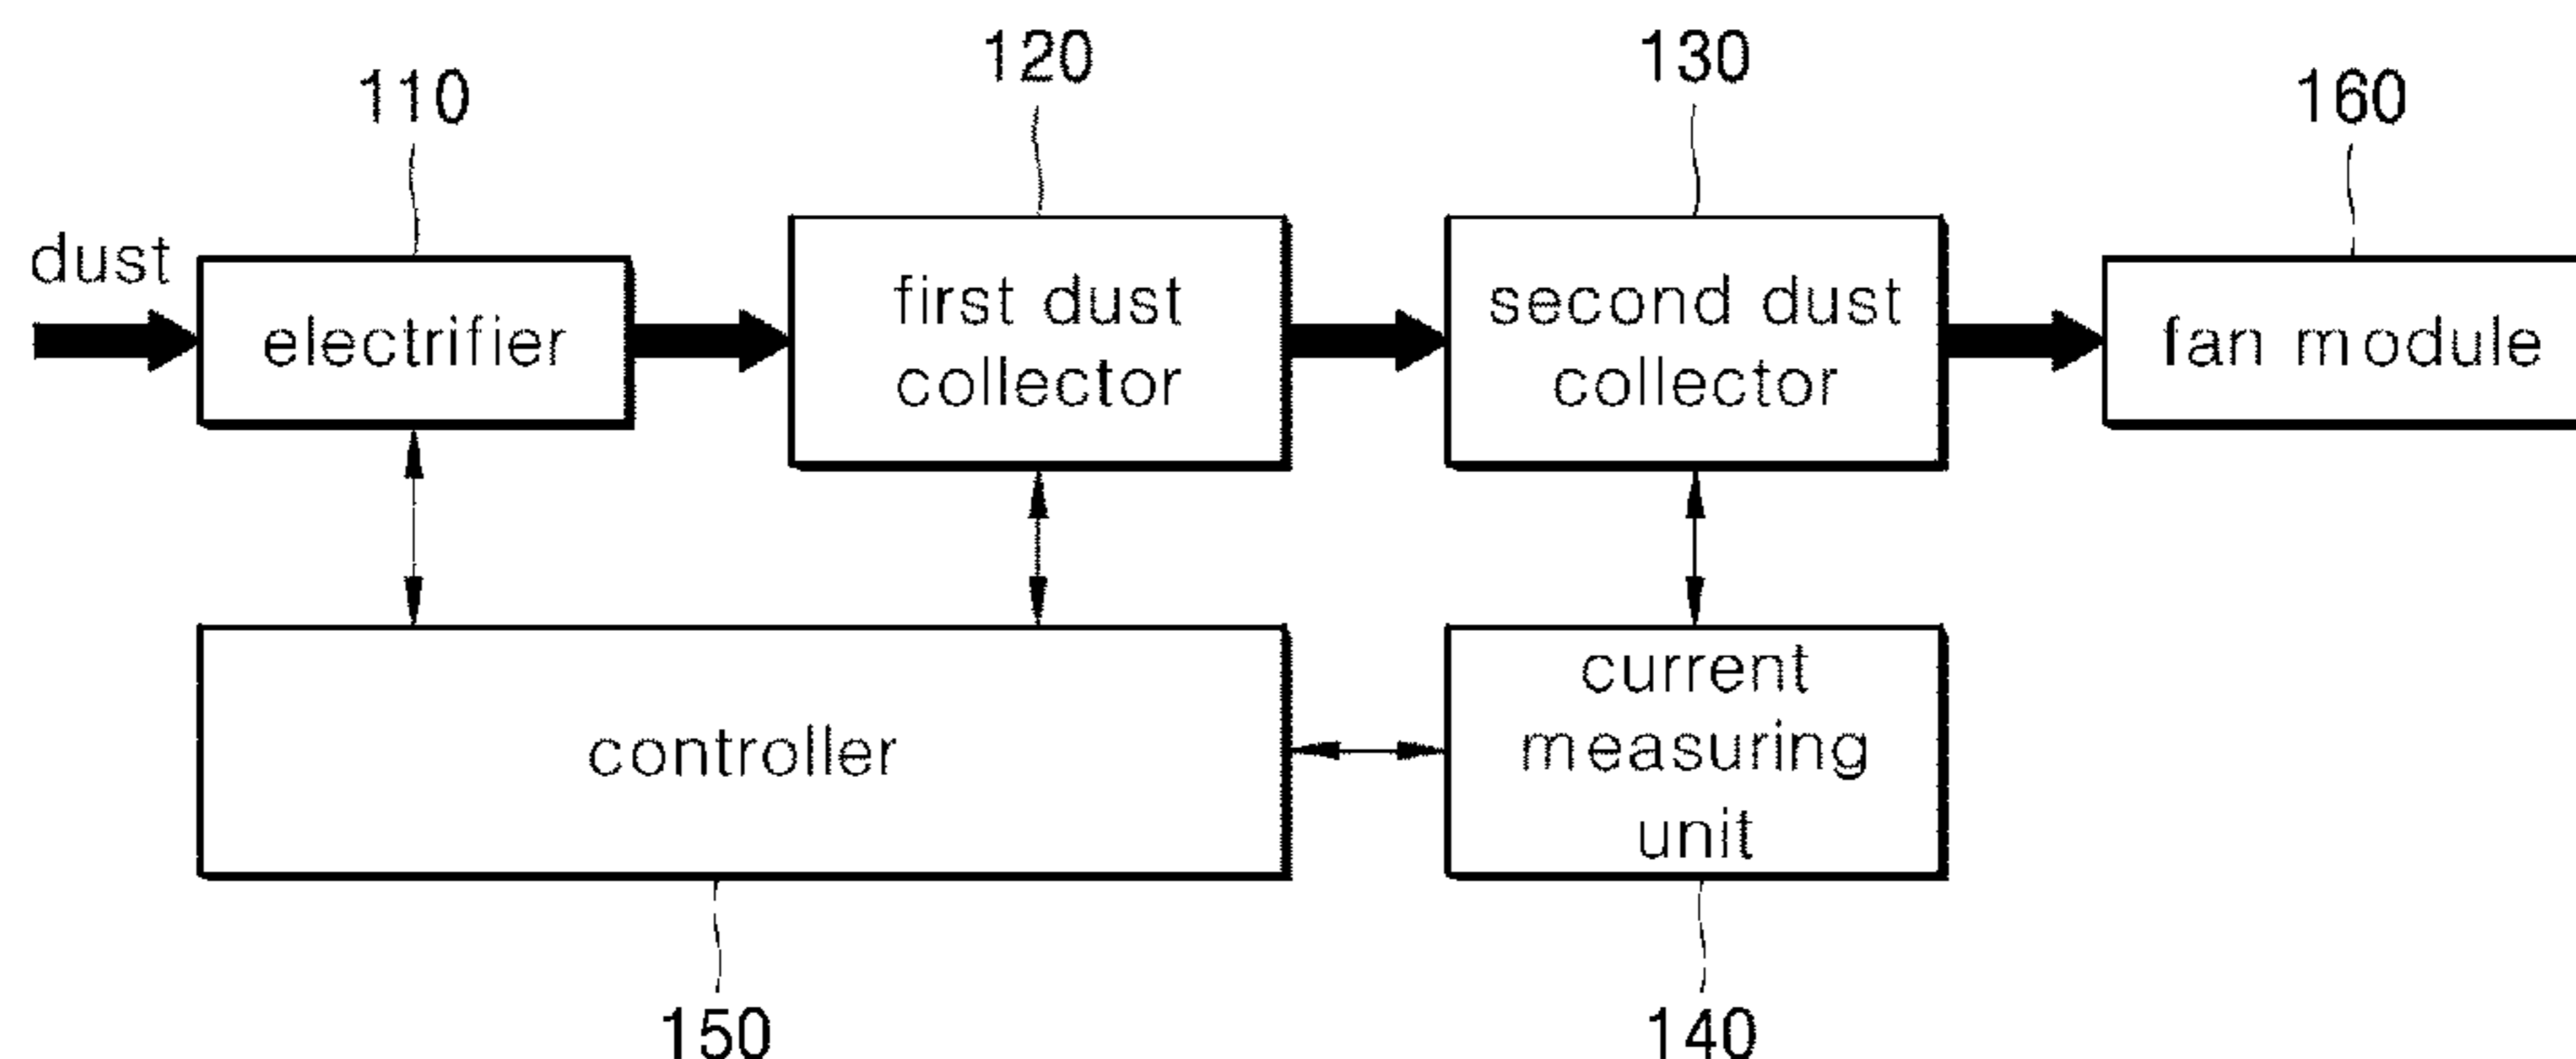 110
120
130
160
dust
electrifier
first dust
collector
second dust
collector
fan module
controller
current
measuring
unit
150
140